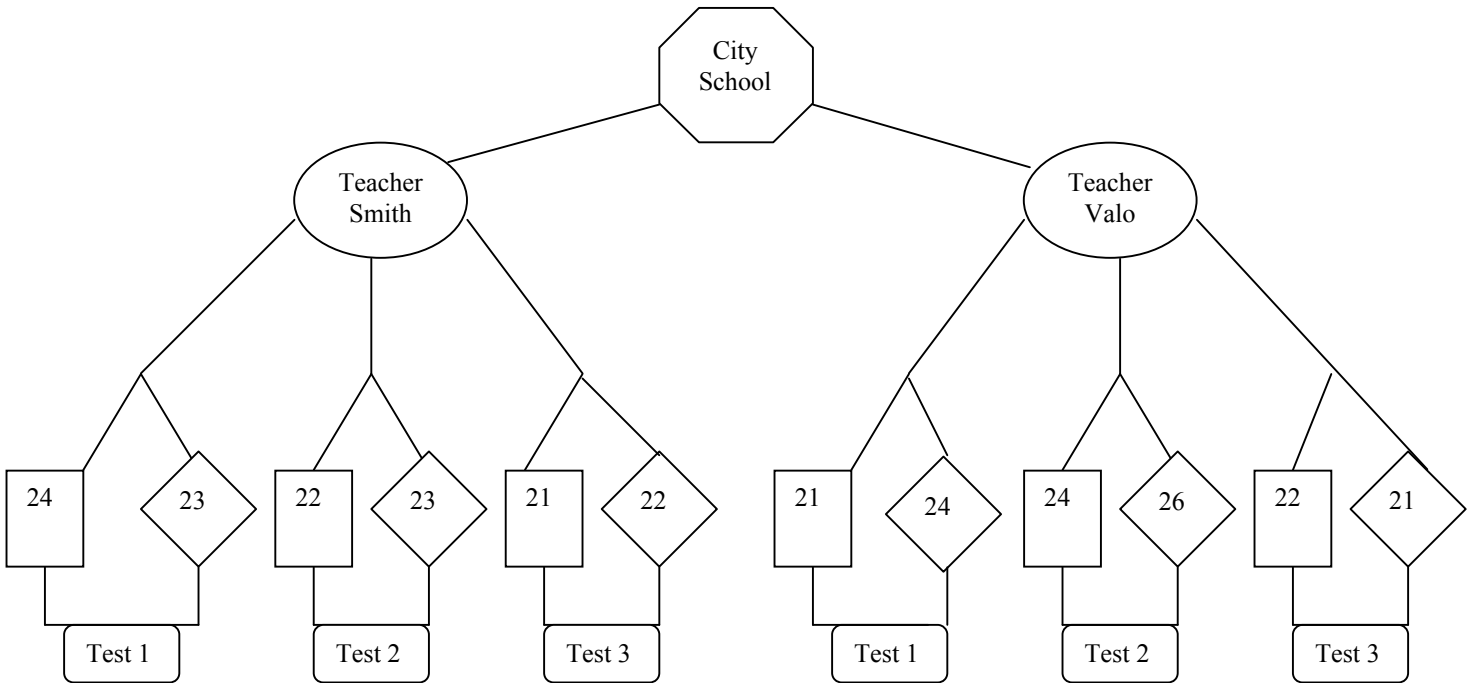 City
School
Teacher
Smith
Teacher
Valo
24
23
22
23
21
22
21
24
24
26
22
21
Test 1
Test 2
Test 3
Test 1
Test 2
Test 3